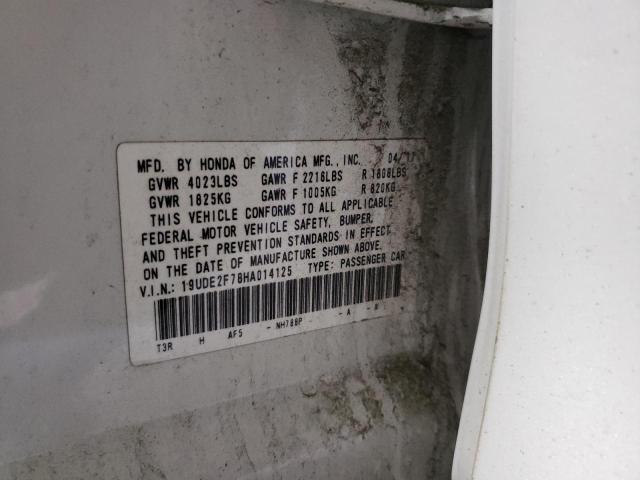 MFD. BY HONDA OF AMERICA MFG., INC. 04/17
GVWR 4023LBS GAWR F 2216LBS R 1808LBS
GVWR 1825KG GAWR F 1005KG R 820KG
THIS VEHICLE CONFORMS TO ALL APPLICABLE
FEDERAL MOTOR VEHICLE SAFETY, BUMPER,
AND THEFT PREVENTION STANDARDS IN EFFECT
ON THE DATE OF MANUFACTURE SHOWN ABOVE.
V.I.N.: 19UDE2F78HA014125 TYPE: PASSENGER CAR
T3R H AF5 -NH788P - -A -B